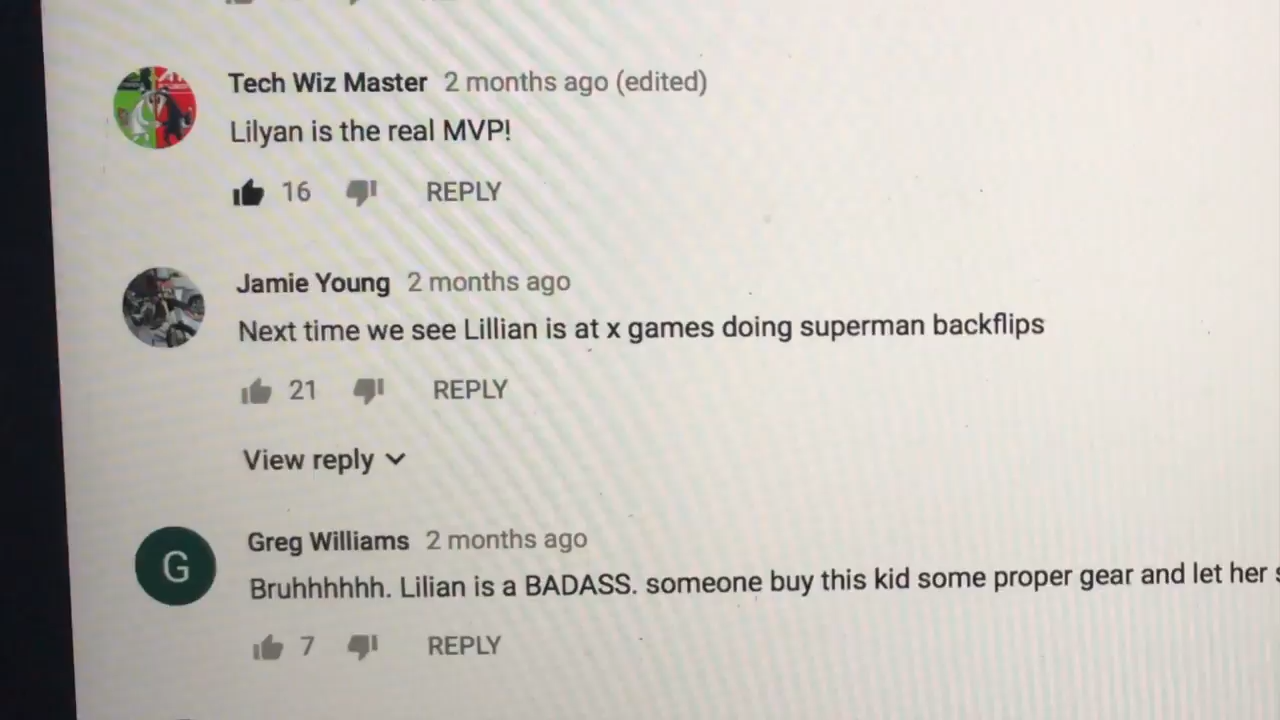 Tech Wiz Master 2 months ago (edited)
Lilyan is the real MVP!
16 REPLY
Jamie Young 2 months ago
Next time we see Lillian is at x games doing superman backflips
21 REPLY
View reply
G
Greg Williams 2 months ago
Bruhhhhhh. Lilian is a BADASS. someone buy this kid some proper gear and let her
7 REPLY